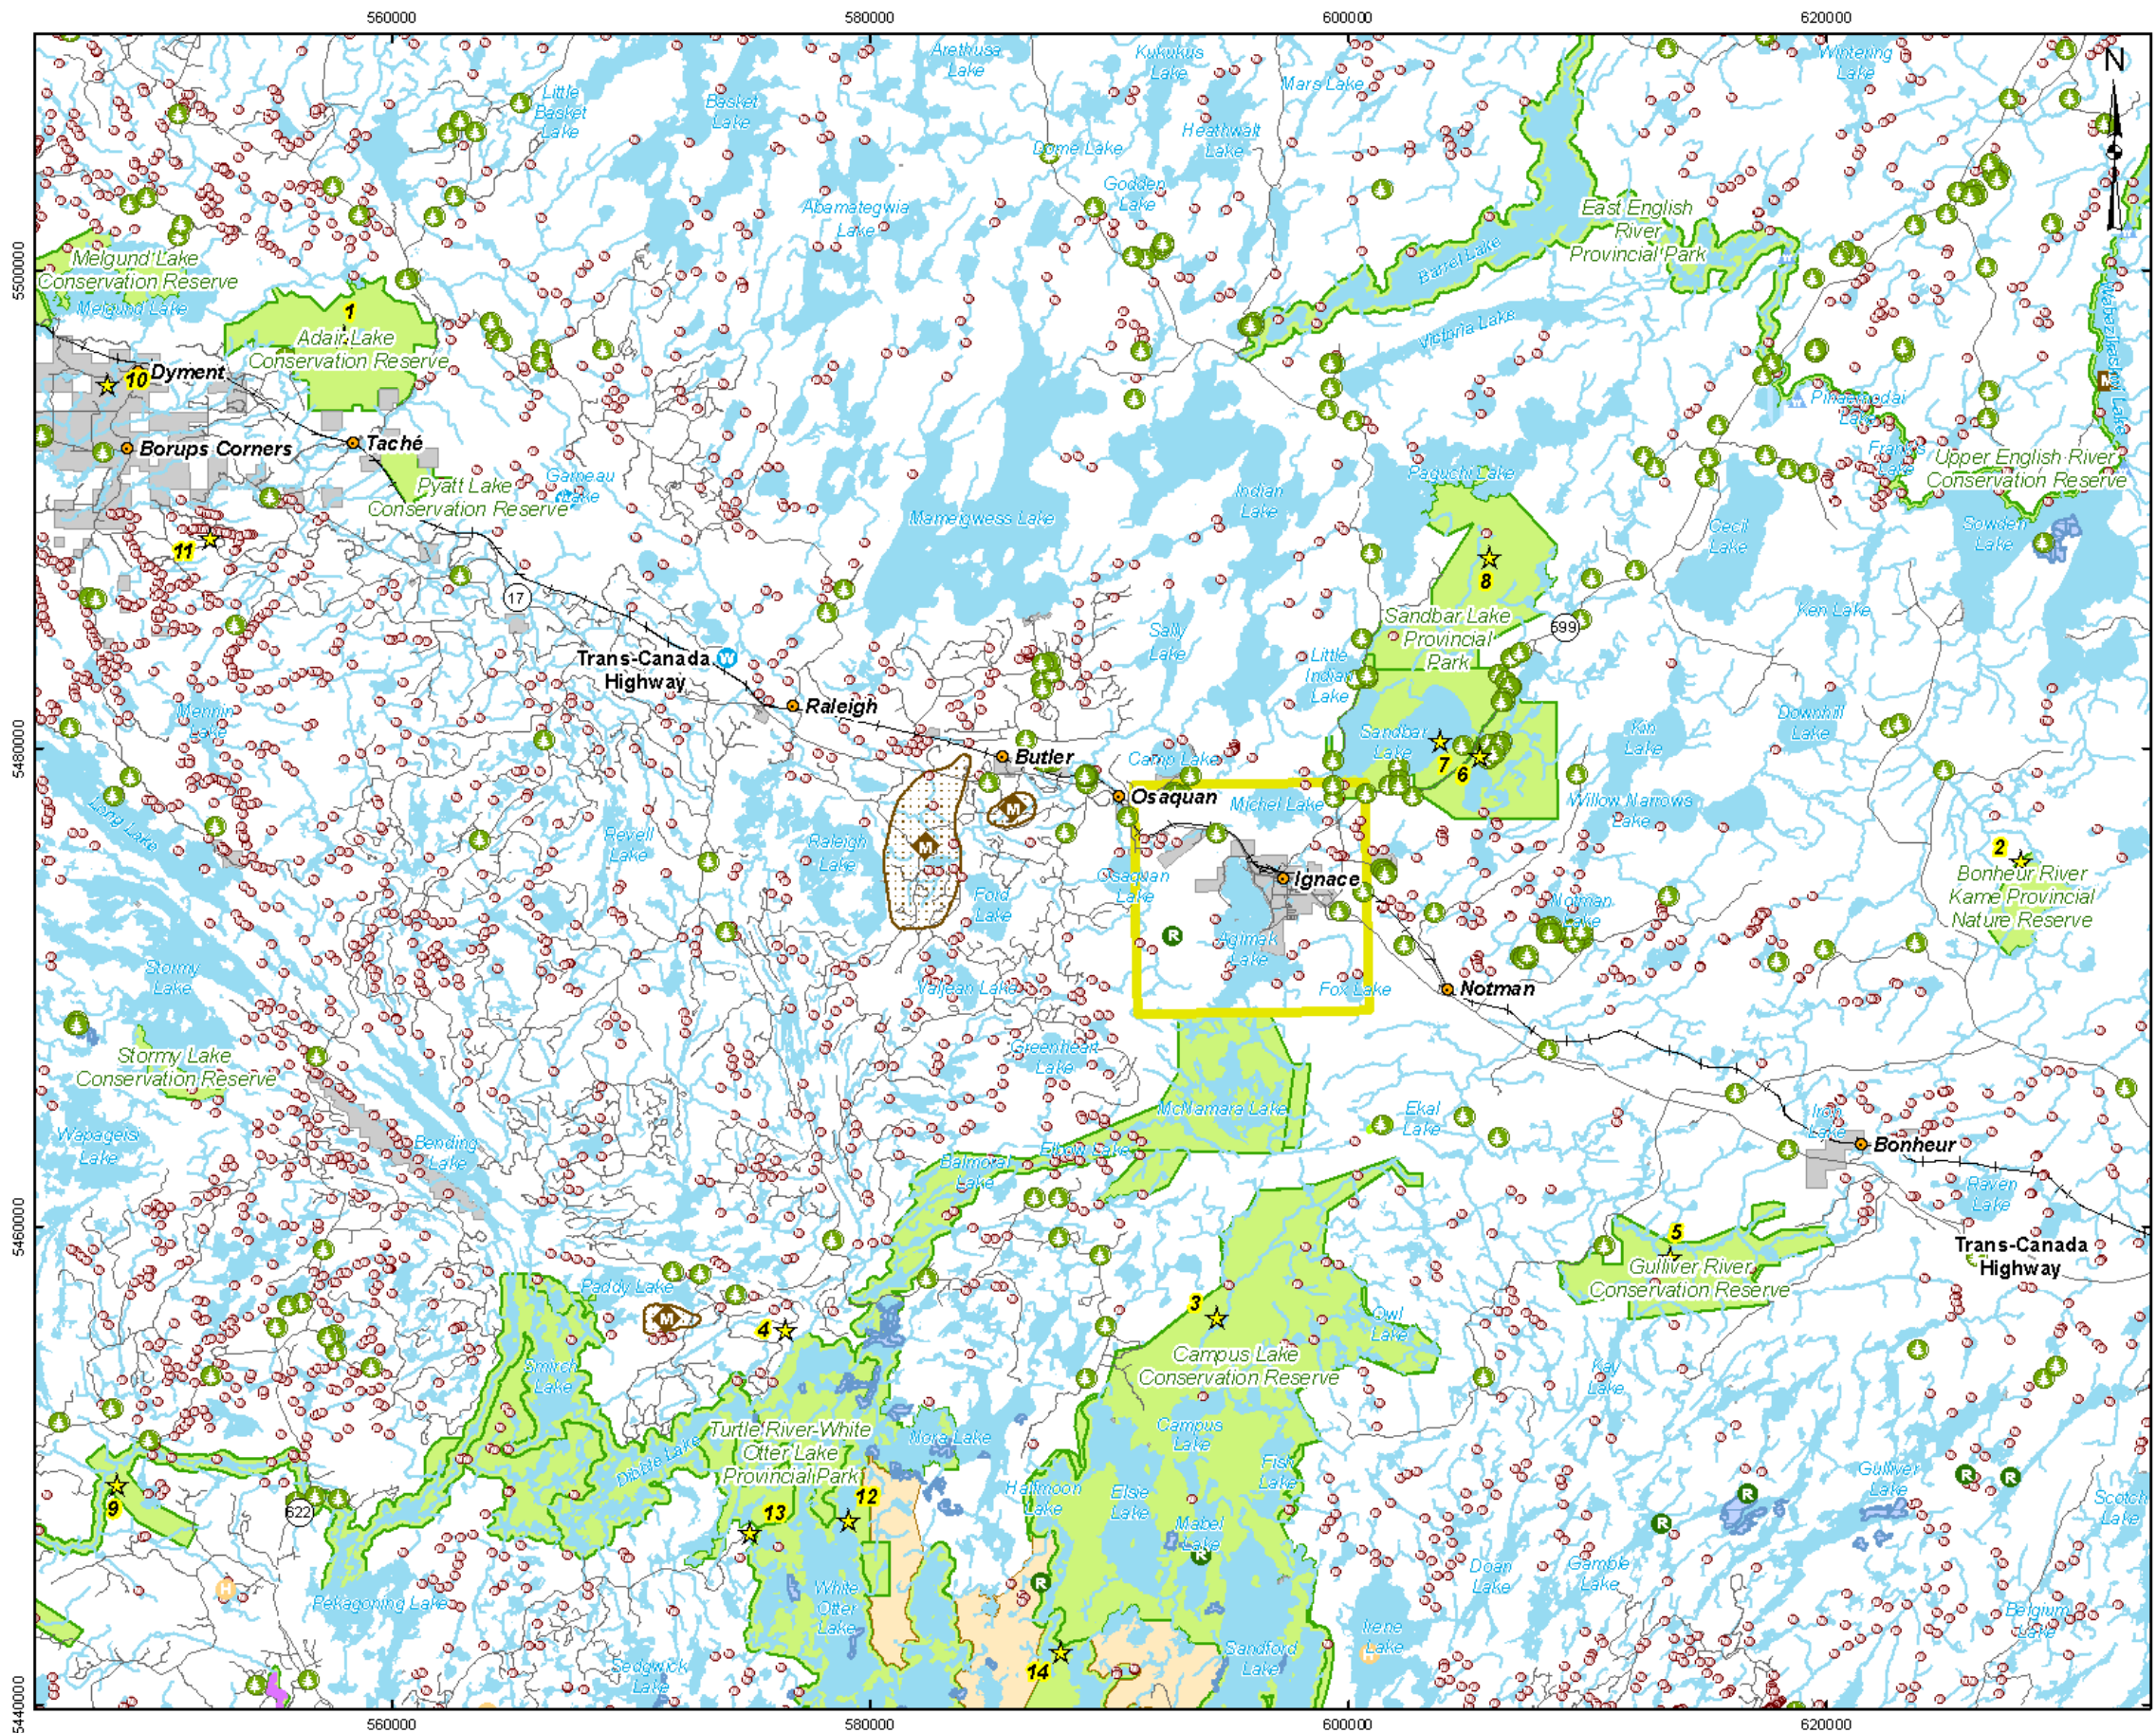 560000
580000
600000
620000
N
Arethusa
Lake
Kukukus
Lake
Mars Lake
Wintering
Lake
Little
Basket
Lake
Basket
Lake
Heathwalt
Lake
Dome Lake
Godden
Lake
Abamategwia
Lake
East English
River
Provincial Park
Barrel Lake
5500000
Melgund Lake
Conservation Reserve
Melgund Lake
1
Adair Lake
Conservation Reserve
Victoria Lake
10
Dyment
M
Borups Corners
Taché
Pyatt Lake
Conservation Reserve
Garneau
Lake
Mameigwess Lake
Indian
Lake
Paguchi Lake
Cecil
Lake
Upper English River
Conservation Reserve
Sowden
Lake
11
8
17
599
Ken Lake
Sandbar Lake
Provincial
Park
Sally
Lake
Little
Indian
Lake
Trans-Canada
Highway
W
Raleigh
Mennin
Lake
Downhill
Lake
Kin
Lake
5480000
Butler
Camp Lake
Sandbar
Lake
7
6
Osaquan
Michel Lake
Willow Narrows
Lake
M
M
Long Lake
Revell
Lake
Raleigh
Lake
Ford
Lake
Osaquan
Lake
Ignace
2
Bonheur River
Kame Provincial
Nature Reserve
Notman
Lake
R
Agimak
Lake
Stormy
Lake
Valjean Lake
Fox Lake
Notman
Stormy Lake
Conservation Reserve
Greenheart
Lake
McNamara Lake
Ekal
Lake
Iron
Lake
Bonheur
Wapageisi
Lake
Bending
Lake
Balmoral
Lake
Elbow Lake
Raven
Lake
5460000
5
Gulliver River
Conservation Reserve
Trans-Canada
Highway
Paddy Lake
M
4
3
Owl
Lake
Campus Lake
Conservation Reserve
Smirch
Lake
Kay
Lake
Turtle River-White
Otter Lake
Provincial Park
Dibble Lake
Nora Lake
Campus
Lake
Fish
Lake
Halfmoon
Lake
Elsie
Lake
Gulliver
Lake
Scotch
Lake
9
622
12
13
R
R
R
R
Mabel
Lake
R
R
H
Pekagoning Lake
White
Otter
Lake
Doan
Lake
Gamble
Lake
Belgium
Lake
Irene
Lake
H
Sandford
Lake
Sedgwick
Lake
14
5440000
560000
580000
600000
620000